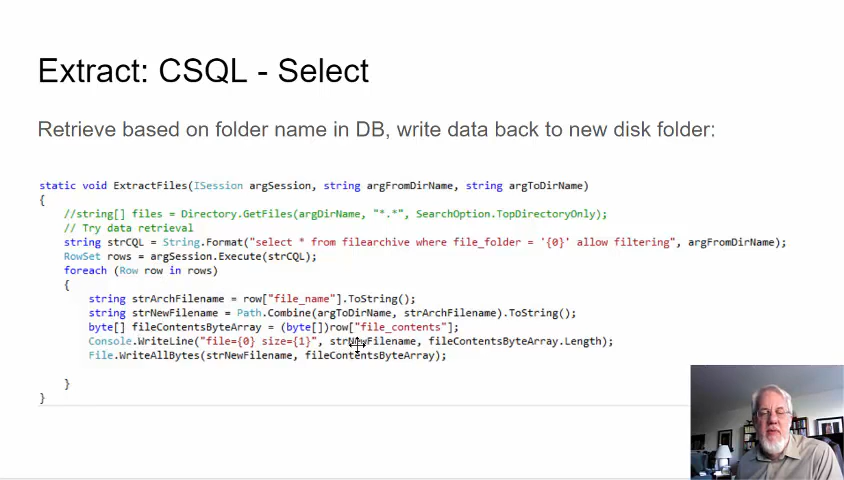 Extract: CSQL - Select
Retrieve based on folder name in DB, write data back to new disk folder:
static void ExtractFiles(ISession argSession, string argFromDirName, string argToDirName)
{
//string[] files = Directory.GetFiles(argDirName, "*.*", SearchOption.TopDirectoryOnly);
// Try data retrieval
string strCQL = String.Format("select * from filearchive where file_folder = '{0}' allow filtering", argFromDirName);
RowSet rows = argSession.Execute(strCQL);
foreach (Row row in rows)
{
string strArchFilename = row["file_name"].ToString();
string strNewFilename = Path.Combine(argToDirName, strArchFilename).ToString();
byte[] fileContentsByteArray = (byte[])row["file_contents"];
Console.WriteLine("file={0} size={1}", strNewFilename, fileContentsByteArray.Length);
File.WriteAllBytes(strNewFilename, fileContentsByteArray);
}
}